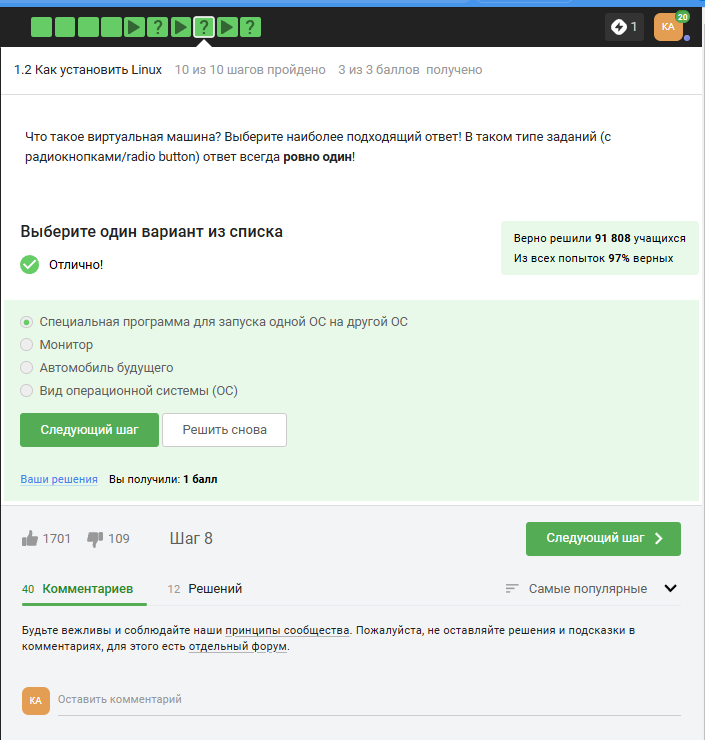 ? ? ?
1
КА
20
1.2 Как установить Linux 10 из 10 шагов пройдено 3 из 3 баллов получено
Что такое виртуальная машина? Выберите наиболее подходящий ответ! В таком типе заданий (с
радиокнопками/radio button) ответ всегда ровно один!
Выберите один вариант из списка
Отлично!
Верно решили 91 808 учащихся
Из всех попыток 97% верных
Специальная программа для запуска одной ОС на другой ОС
Монитор
Автомобиль будущего
Вид операционной системы (ОС)
Следующий шаг Решить снова
Ваши решения Вы получили: 1 балл
1701 109 Шаг 8 Следующий шаг
40 Комментариев 12 Решений Самые популярные
Будьте вежливы и соблюдайте наши принципы сообщества. Пожалуйста, не оставляйте решения и подсказки в
комментариях, для этого есть отдельный форум.
КА Оставить комментарий